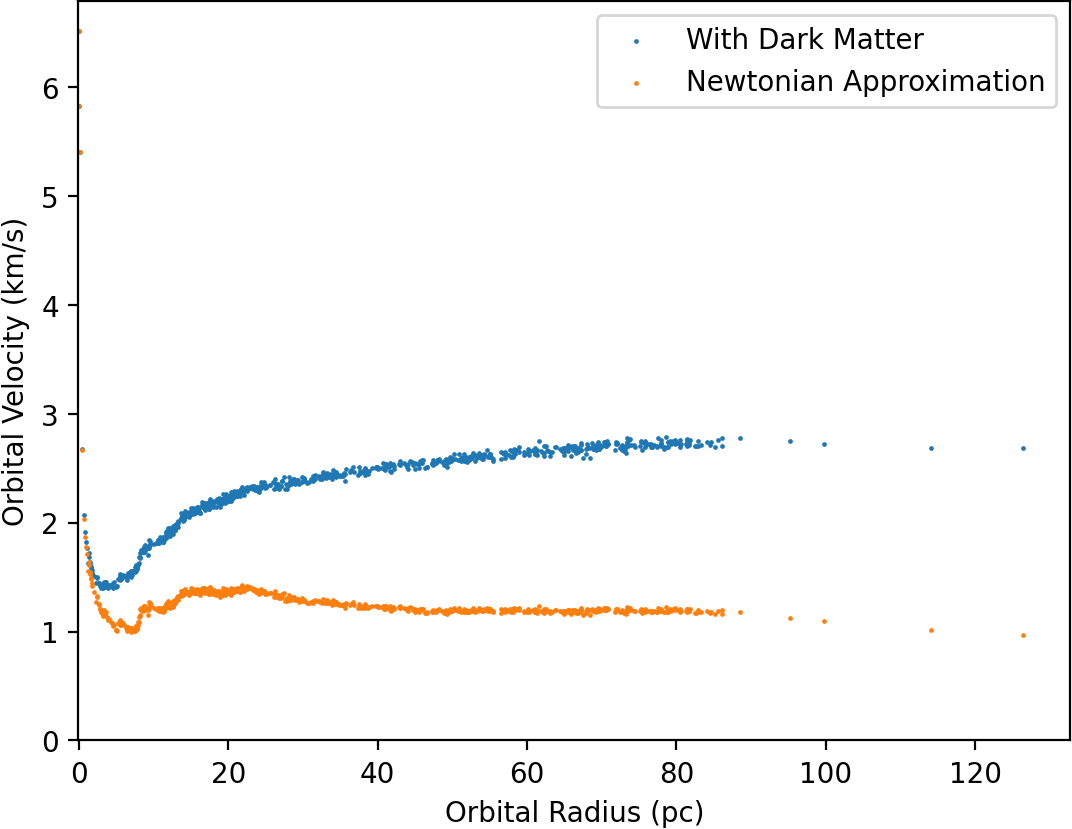 With Dark Matter
Newtonian Approximation
6
5
4
3
2
1
0
Orbital Velocity (km/s)
0 20 40 60 80 100 120
Orbital Radius (pc)